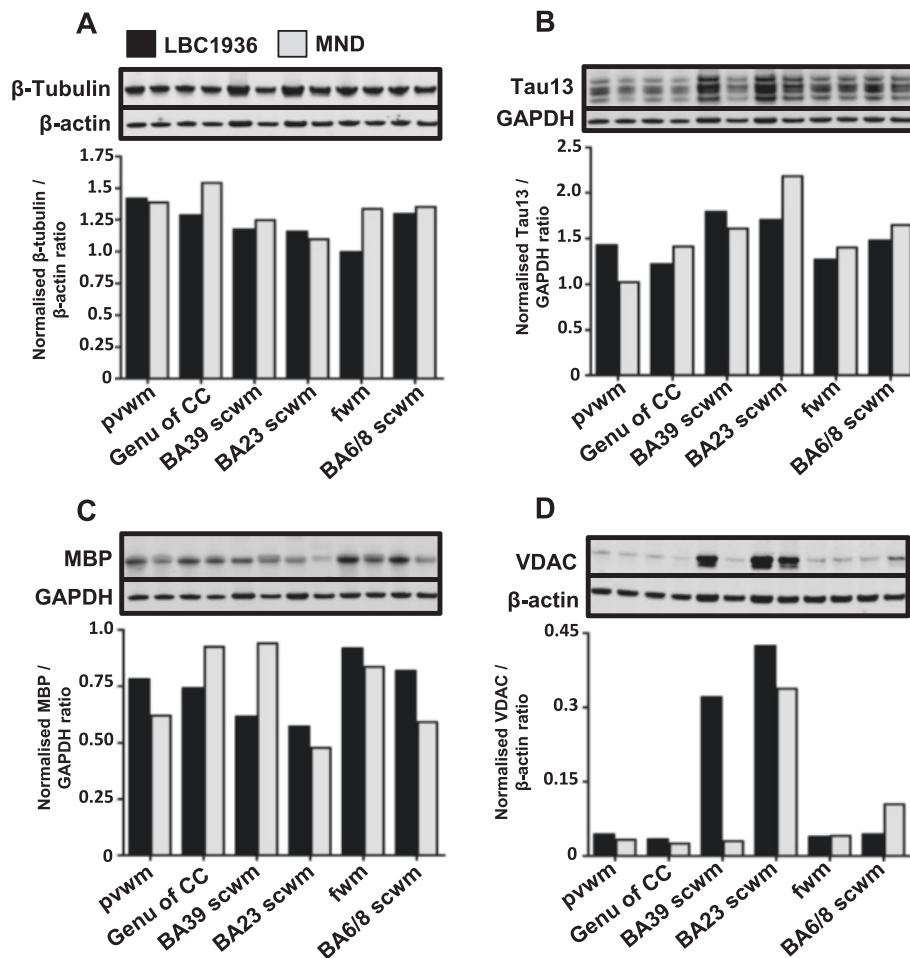 A
LBC1936 MND
β-Tubulin
β-actin
Normalised β-tubulin /
β-actin ratio
1.75
1.5
1.25
1.0
0.75
0.5
0.25
0
pvwm
Genu of CC
BA39 scwm
BA23 scwm
fwm
BA6/8 scwm
B
Tau13
GAPDH
Normalised Tau13 /
GAPDH ratio
2.5
2.0
1.5
1.0
0.5
0
pvwm
Genu of CC
BA39 scwm
BA23 scwm
fwm
BA6/8 scwm
C
MBP
GAPDH
Normalised MBP /
GAPDH ratio
1.0
0.75
0.50
0.25
0
pvwm
Genu of CC
BA39 scwm
BA23 scwm
fwm
BA6/8 scwm
D
VDAC
β-actin
Normalised VDAC /
β-actin ratio
0.45
0.3
0.15
0
pvwm
Genu of CC
BA39 scwm
BA23 scwm
fwm
BA6/8 scwm